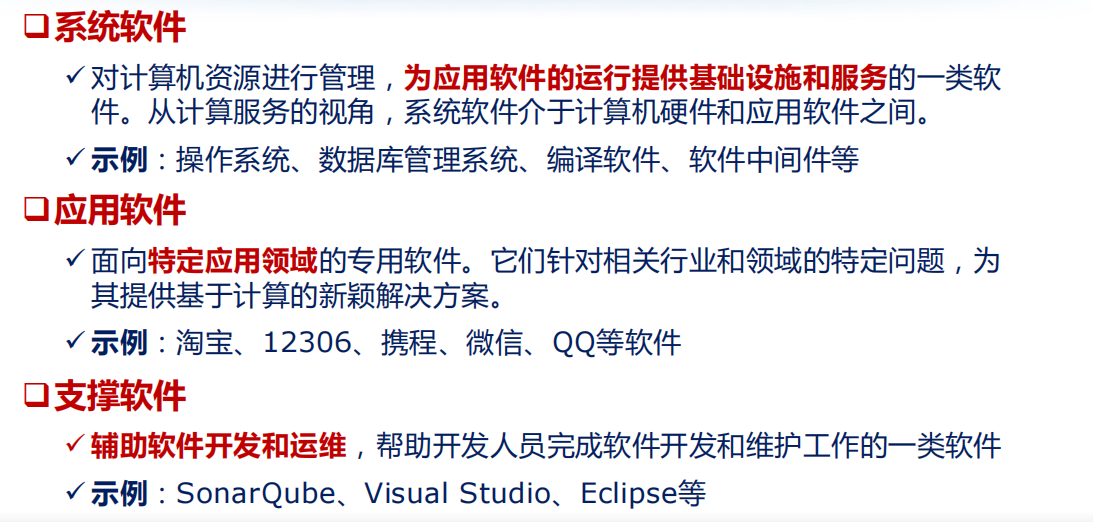 ❑系统软件
✓对计算机资源进行管理，为应用软件的运行提供基础设施和服务的一类软
件。从计算服务的视角，系统软件介于计算机硬件和应用软件之间。
✓示例：操作系统、数据库管理系统、编译软件、软件中间件等
❑应用软件
✓面向特定应用领域的专用软件。它们针对相关行业和领域的特定问题，为
其提供基于计算的新颖解决方案。
✓示例：淘宝、12306、携程、微信、QQ等软件
❑支撑软件
✓辅助软件开发和运维，帮助开发人员完成软件开发和维护工作的一类软件
✓示例：SonarQube、Visual Studio、Eclipse等